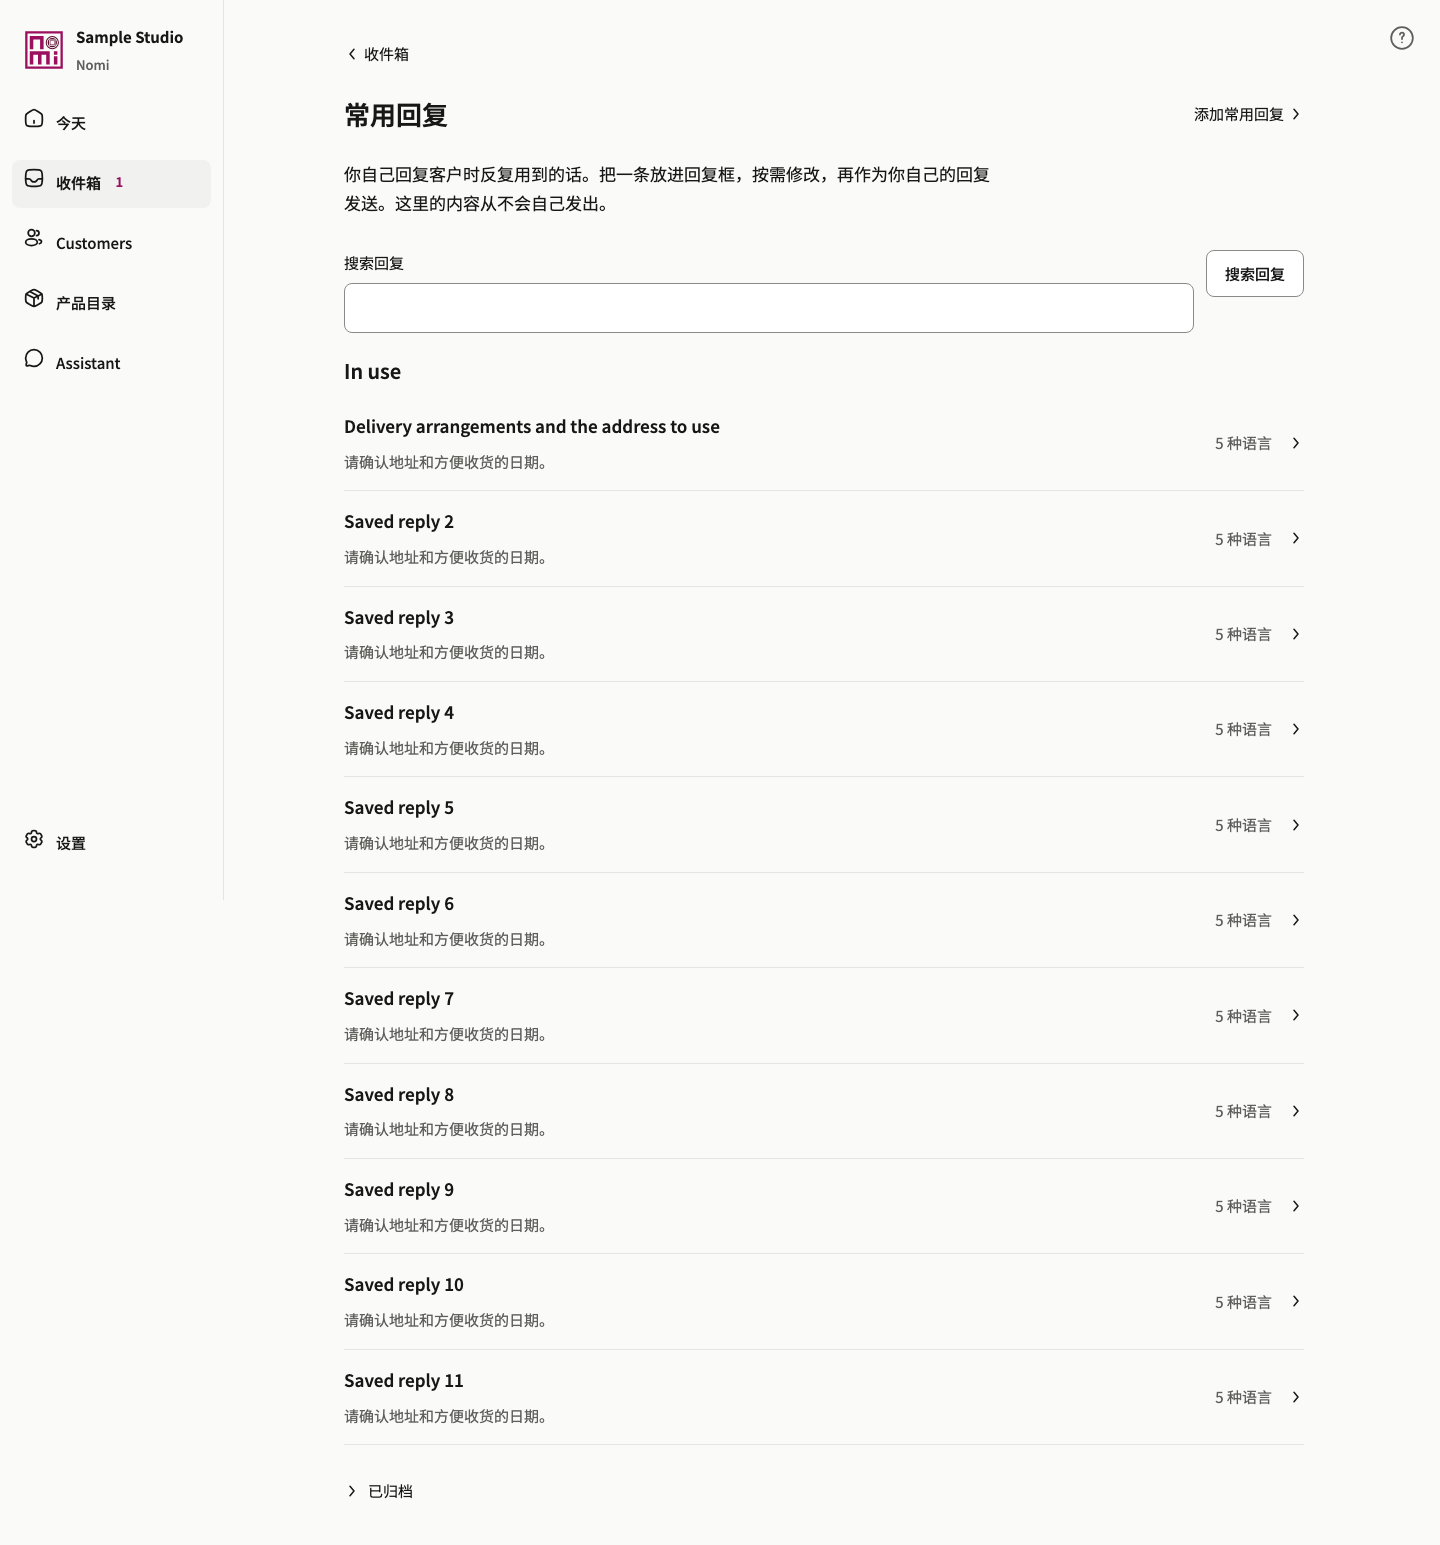 Sample Studio
Nomi
今天
收件箱 1
Customers
产品目录
Assistant
设置
收件箱
常用回复
添加常用回复
你自己回复客户时反复用到的话。把一条放进回复框，按需修改，再作为你自己的回复
发送。这里的内容从不会自己发出。
搜索回复
搜索回复
In use
Delivery arrangements and the address to use
请确认地址和方便收货的日期。
5 种语言
Saved reply 2
请确认地址和方便收货的日期。
5 种语言
Saved reply 3
请确认地址和方便收货的日期。
5 种语言
Saved reply 4
请确认地址和方便收货的日期。
5 种语言
Saved reply 5
请确认地址和方便收货的日期。
5 种语言
Saved reply 6
请确认地址和方便收货的日期。
5 种语言
Saved reply 7
请确认地址和方便收货的日期。
5 种语言
Saved reply 8
请确认地址和方便收货的日期。
5 种语言
Saved reply 9
请确认地址和方便收货的日期。
5 种语言
Saved reply 10
请确认地址和方便收货的日期。
5 种语言
Saved reply 11
请确认地址和方便收货的日期。
5 种语言
已归档